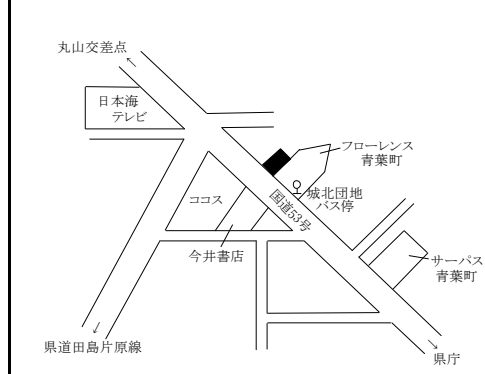 丸山交差点
日本海
テレビ
フローレンス
青葉町
城北団地
バス停
国道53号
ココス
今井書店
サーパス
青葉町
県道田島片原線
県庁